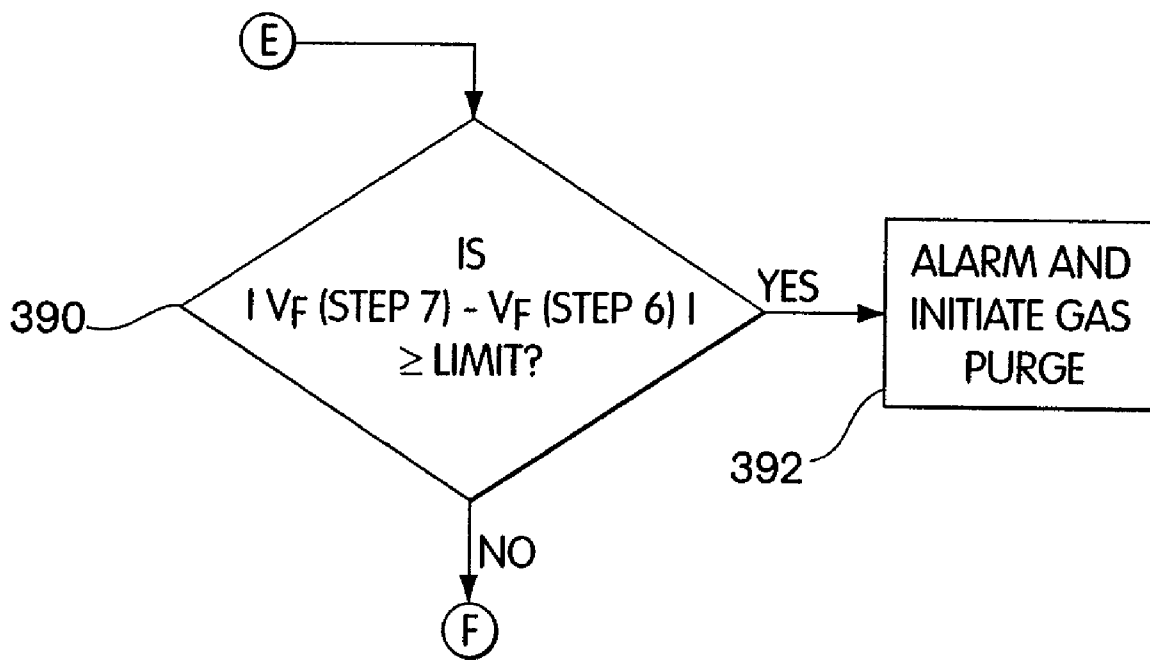 E
IS
| VF (STEP 7) - VF (STEP 6) |
≥ LIMIT?
390
YES
ALARM AND
INITIATE GAS
PURGE
392
NO
F